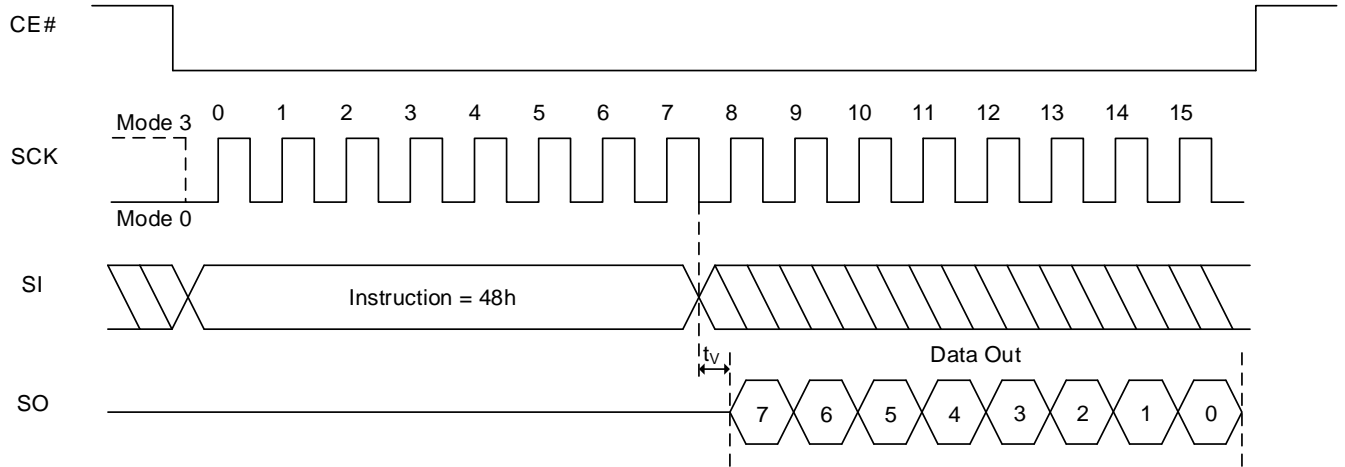 CE#
Mode 3 0 1 2 3 4 5 6 7 8 9 10 11 12 13 14 15
SCK
Mode 0
SI
Instruction = 48h
tV Data Out
SO
7 6 5 4 3 2 1 0